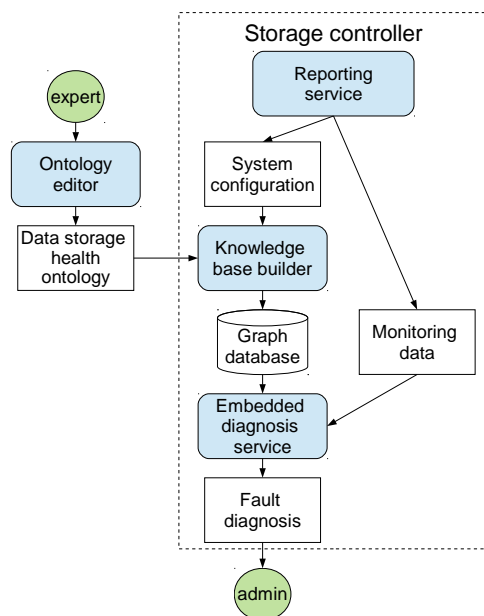 Storage controller
Reporting
service
expert
Ontology
editor
System
configuration
Data storage
health
ontology
Knowledge
base builder
Graph
database
Monitoring
data
Embedded
diagnosis
service
Fault
diagnosis
admin